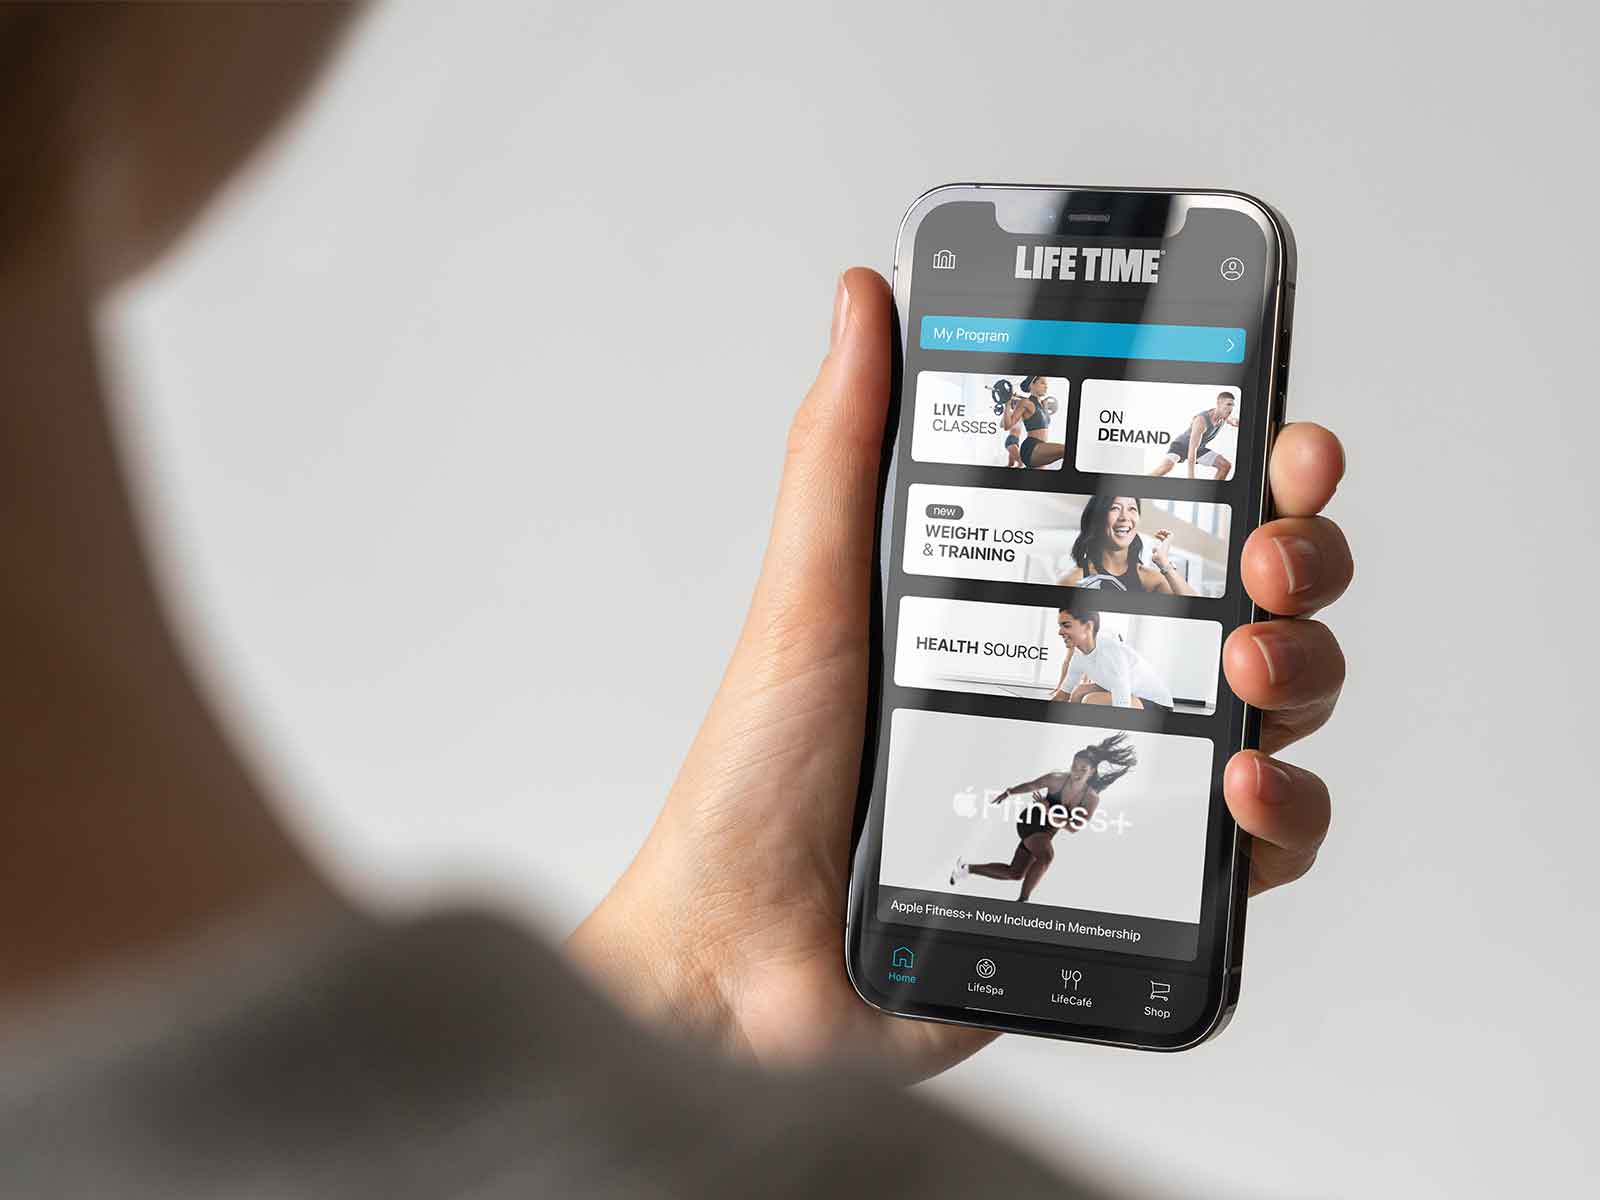 LIFE TIME
My Program
LIVE
CLASSES
ON
DEMAND
new
WEIGHT LOSS
& TRAINING
HEALTH SOURCE
Fitness+
Apple Fitness+ Now Included in Membership
Home
LifeSpa
LifeCafé
Shop